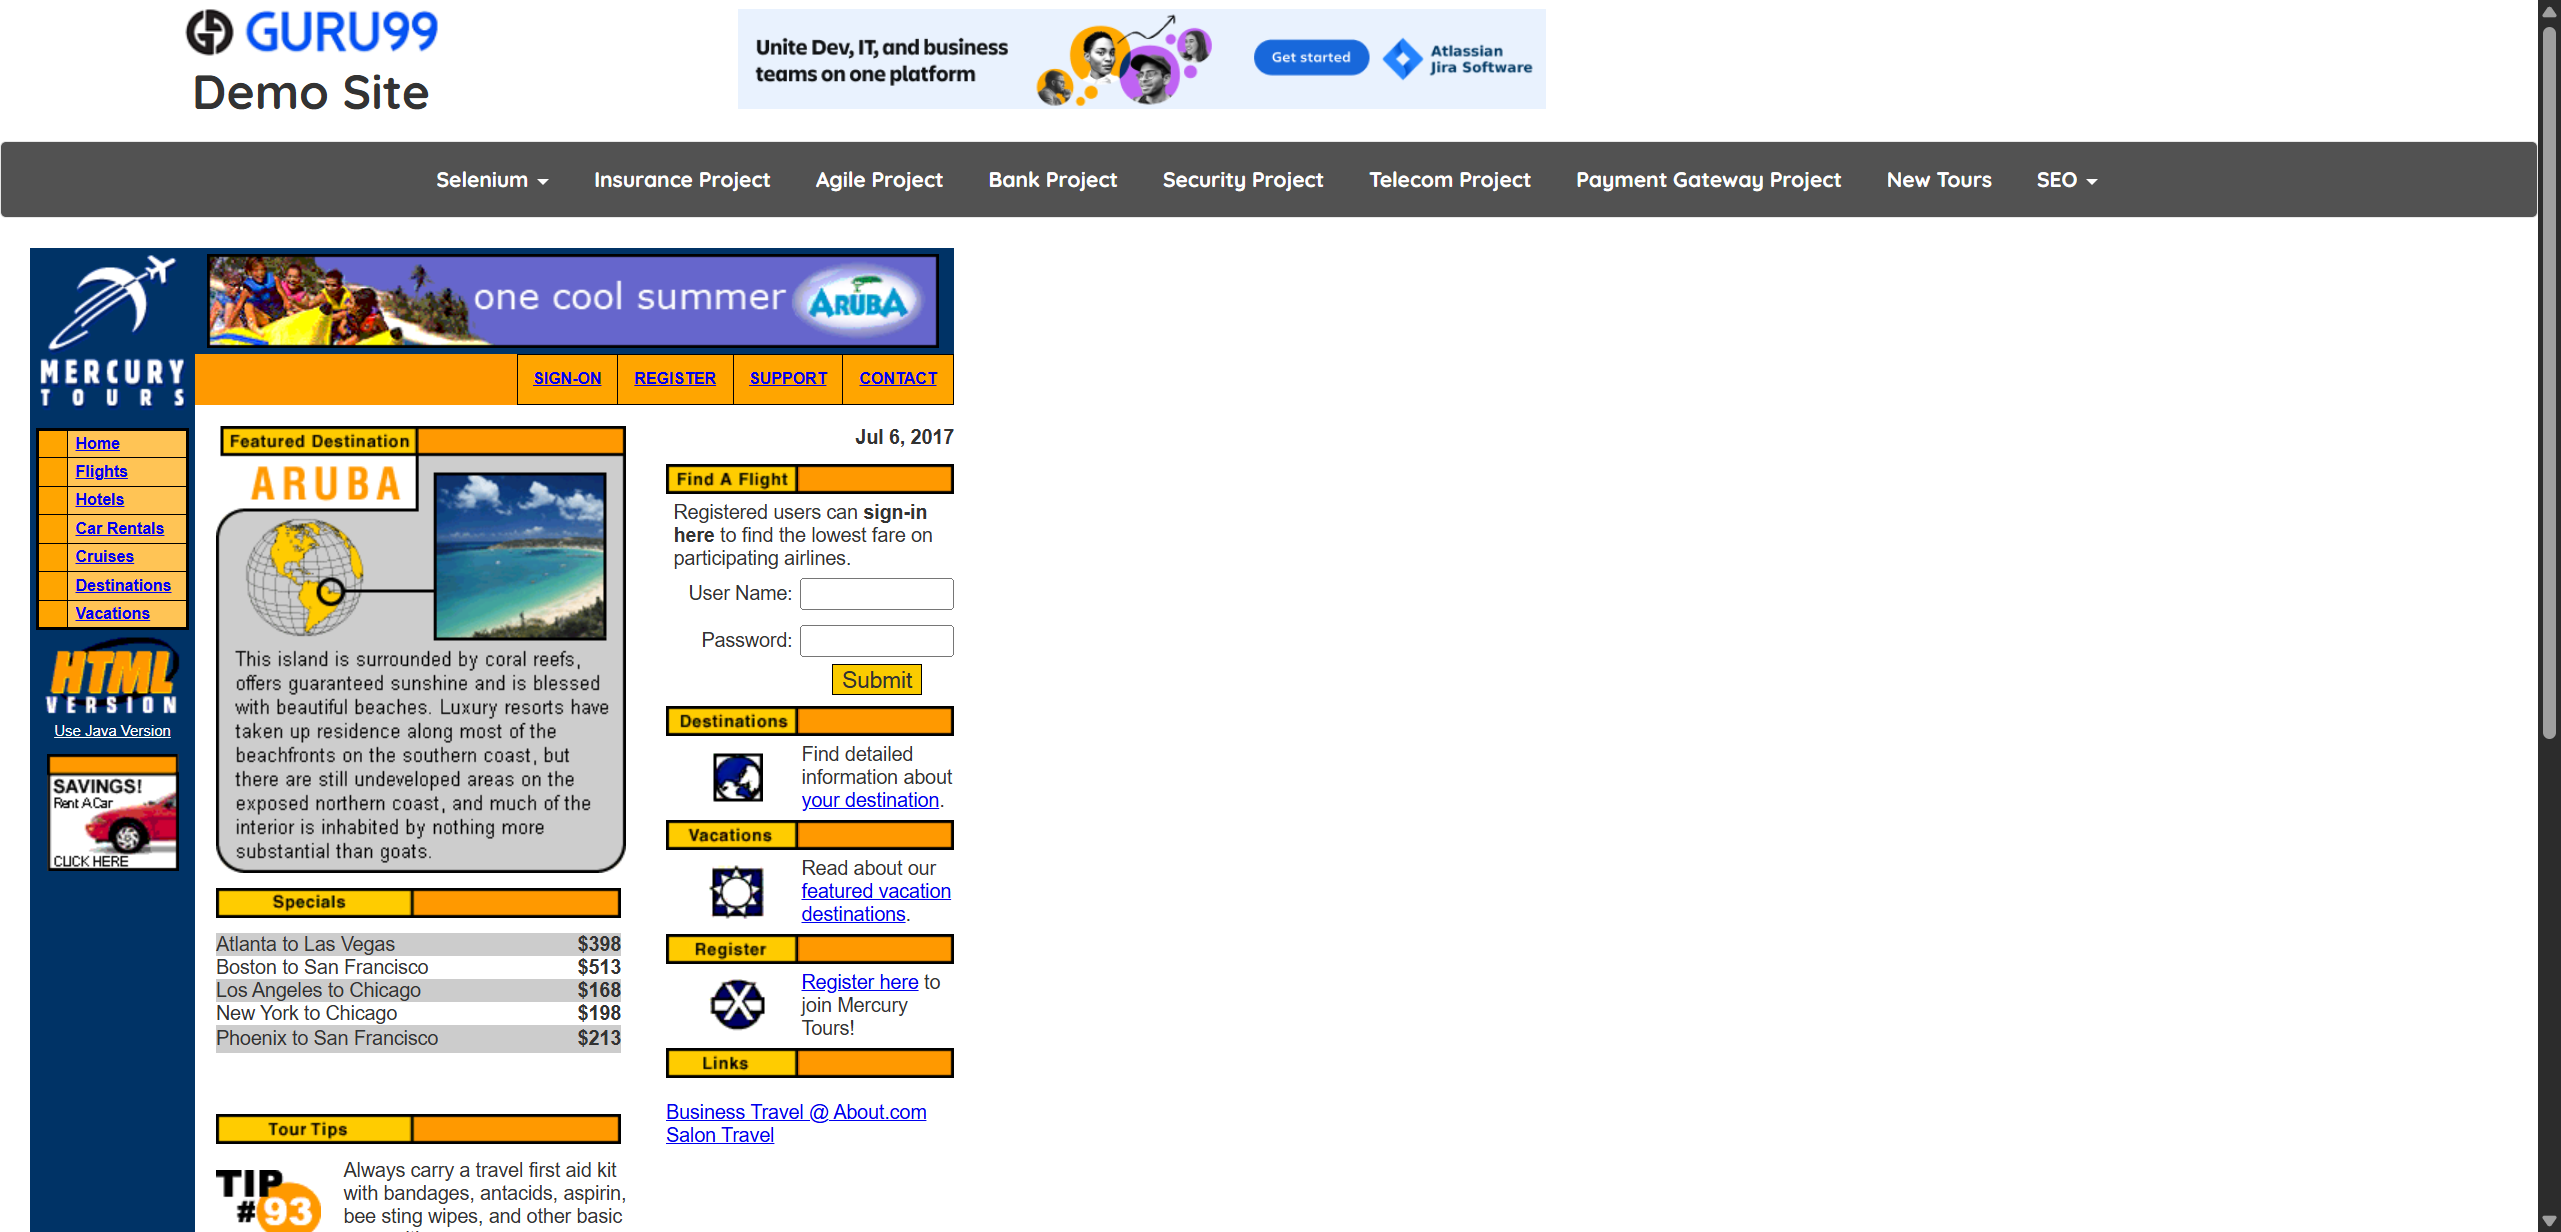 GURU99
Demo Site
Unite Dev, IT, and business
teams on one platform
Get started
Atlassian
Jira Software
Selenium
Insurance Project
Agile Project
Bank Project
Security Project
Telecom Project
Payment Gateway Project
New Tours
SEO
MERCURY
TOURS
one cool summer
ARUBA
SIGN-ON
REGISTER
SUPPORT
CONTACT
Home
Flights
Hotels
Car Rentals
Cruises
Destinations
Vacations
HTML
VERSION
Use Java Version
SAVINGS!
Rent A Car
CLICK HERE
Featured Destination
ARUBA
This island is surrounded by coral reefs,
offers guaranteed sunshine and is blessed
with beautiful beaches. Luxury resorts have
taken up residence along most of the
beachfronts on the southern coast, but
there are still undeveloped areas on the
exposed northern coast, and much of the
interior is inhabited by nothing more
substantial than goats.
Specials
Atlanta to Las Vegas $398
Boston to San Francisco $513
Los Angeles to Chicago $168
New York to Chicago $198
Phoenix to San Francisco $213
Tour Tips
TIP
#93
Always carry a travel first aid kit
with bandages, antacids, aspirin,
bee sting wipes, and other basic
Jul 6, 2017
Find A Flight
Registered users can sign-in
here to find the lowest fare on
participating airlines.
User Name:
Password:
Submit
Destinations
Find detailed
information about
your destination.
Vacations
Read about our
featured vacation
destinations.
Register
Register here to
join Mercury
Tours!
Links
Business Travel @ About.com
Salon Travel